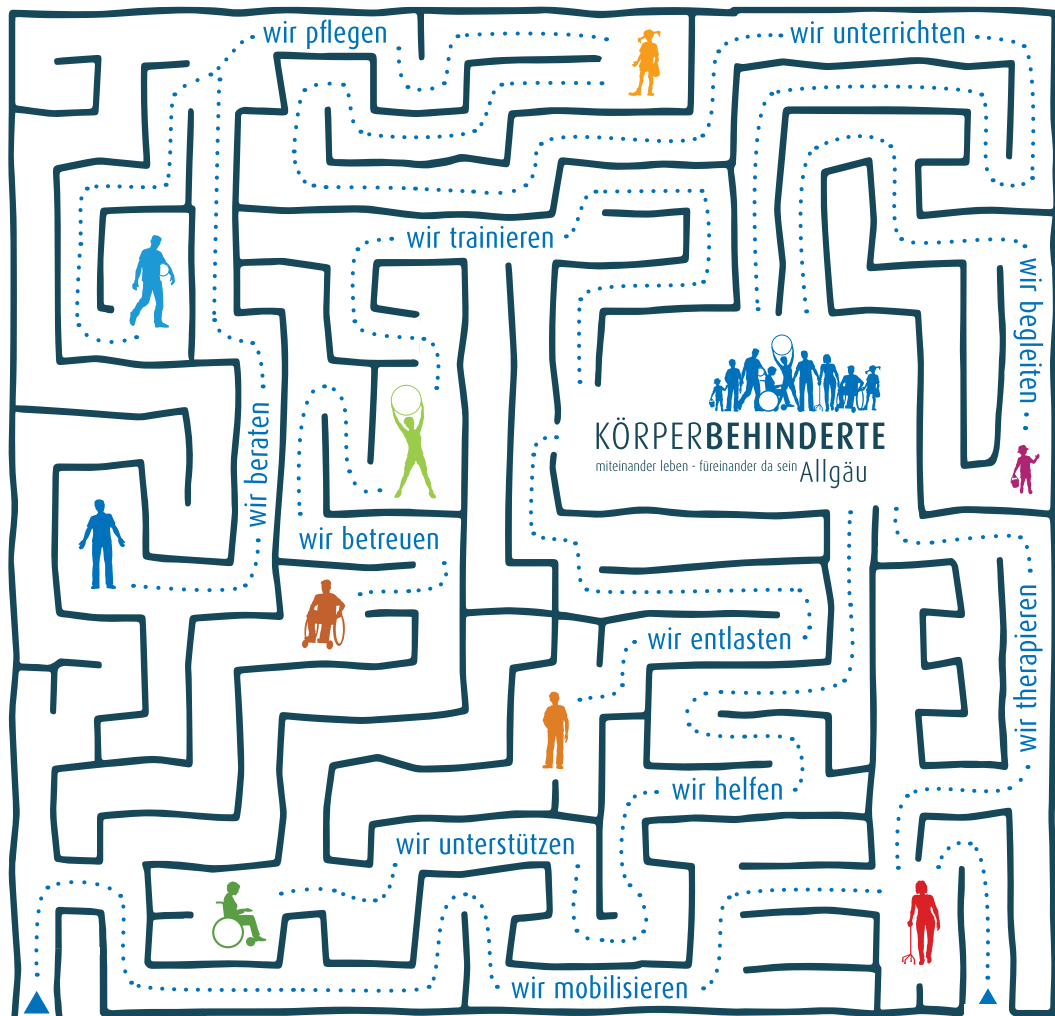 wir pflegen
wir unterrichten
wir trainieren
wir begleiten
wir beraten
KÖRPERBEHINDERTE
miteinander leben - füreinander da sein Allgäu
wir betreuen
wir entlasten
wir therapieren
wir helfen
wir unterstützen
wir mobilisieren